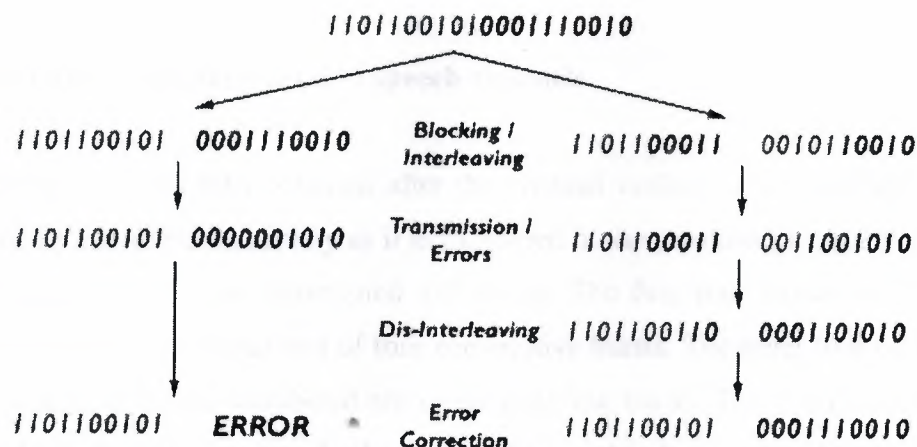 11011001010001110010
1101100101 0001110010 Blocking / Interleaving 1101100011 0010110010
1101100101 0000001010 Transmission / Errors 1101100011 0011001010
Dis-Interleaving 1101100110 0001101010
1101100101 ERROR Error Correction 1101100101 0001110010